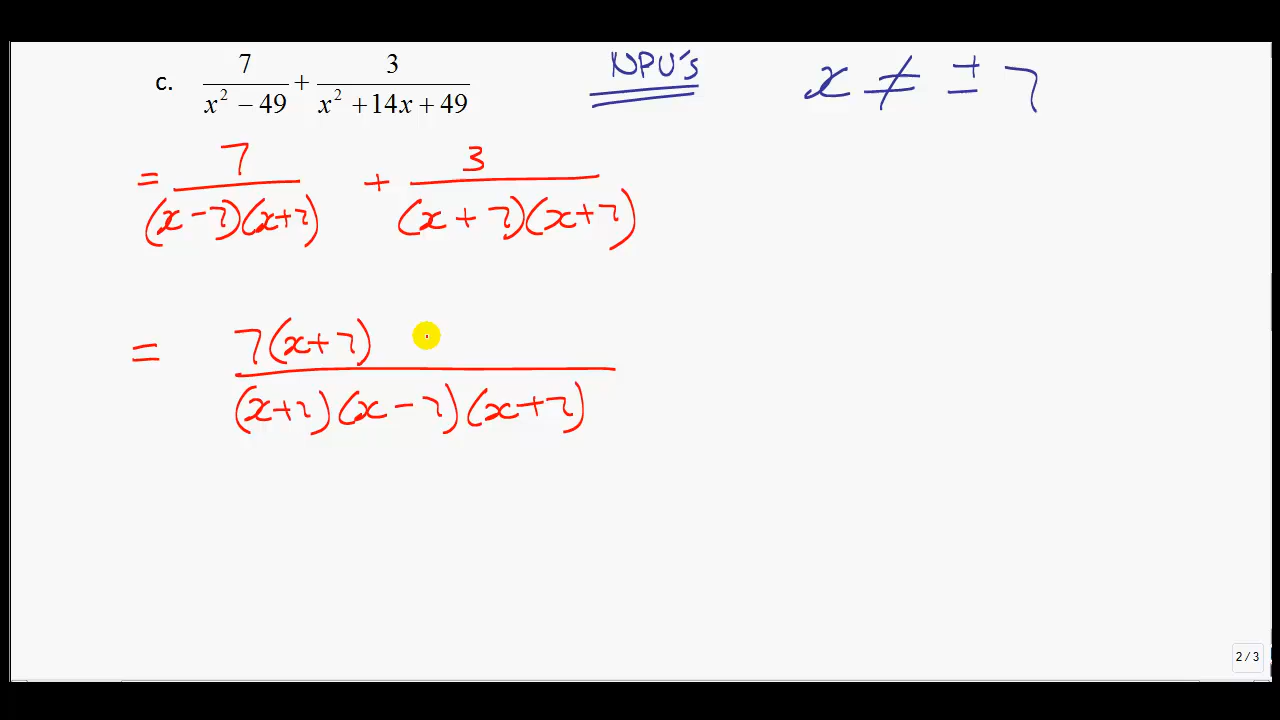 c. 7/(x² − 49) + 3/(x² + 14x + 49) NPU's x ≠ ± 7
= 7/((x − 7)(x + 7)) + 3/((x + 7)(x + 7))
= 7(x + 7)/((x + 7)(x − 7)(x + 7))
2 / 3